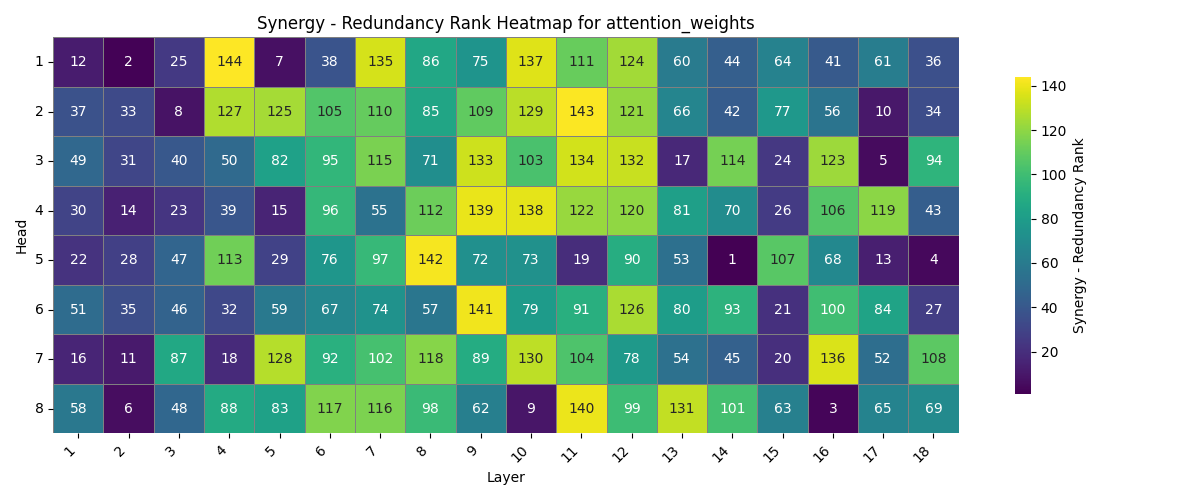 Synergy - Redundancy Rank Heatmap for attention_weights
Head
1 12 2 25 144 7 38 135 86 75 137 111 124 60 44 64 41 61 36
2 37 33 8 127 125 105 110 85 109 129 143 121 66 42 77 56 10 34
3 49 31 40 50 82 95 115 71 133 103 134 132 17 114 24 123 5 94
4 30 14 23 39 15 96 55 112 139 138 122 120 81 70 26 106 119 43
5 22 28 47 113 29 76 97 142 72 73 19 90 53 1 107 68 13 4
6 51 35 46 32 59 67 74 57 141 79 91 126 80 93 21 100 84 27
7 16 11 87 18 128 92 102 118 89 130 104 78 54 45 20 136 52 108
8 58 6 48 88 83 117 116 98 62 9 140 99 131 101 63 3 65 69
1 2 3 4 5 6 7 8 9 10 11 12 13 14 15 16 17 18
Layer
140
120
100
80
60
40
20
Synergy - Redundancy Rank